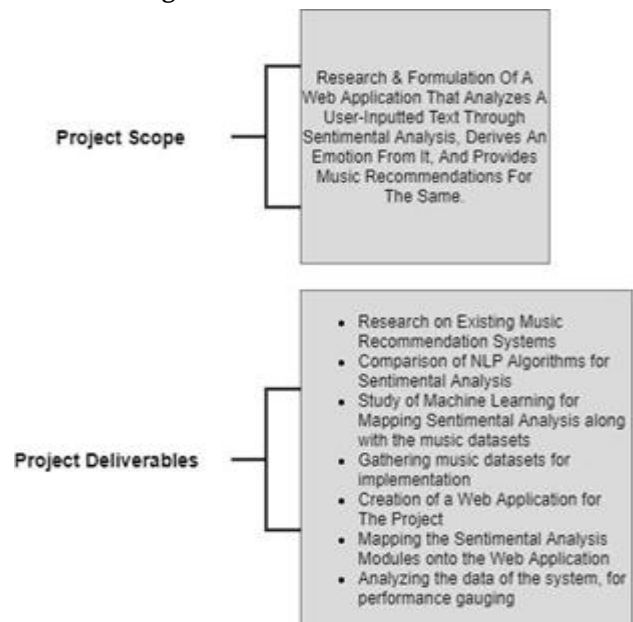 Project Scope
Research & Formulation Of A
Web Application That Analyzes A
User-Inputted Text Through
Sentimental Analysis, Derives An
Emotion From It, And Provides
Music Recommendations For
The Same.
Project Deliverables
• Research on Existing Music
Recommendation Systems
• Comparison of NLP Algorithms for
Sentimental Analysis
• Study of Machine Learning for
Mapping Sentimental Analysis along
with the music datasets
• Gathering music datasets for
implementation
• Creation of a Web Application for
The Project
• Mapping the Sentimental Analysis
Modules onto the Web Application
• Analyzing the data of the system, for
performance gauging